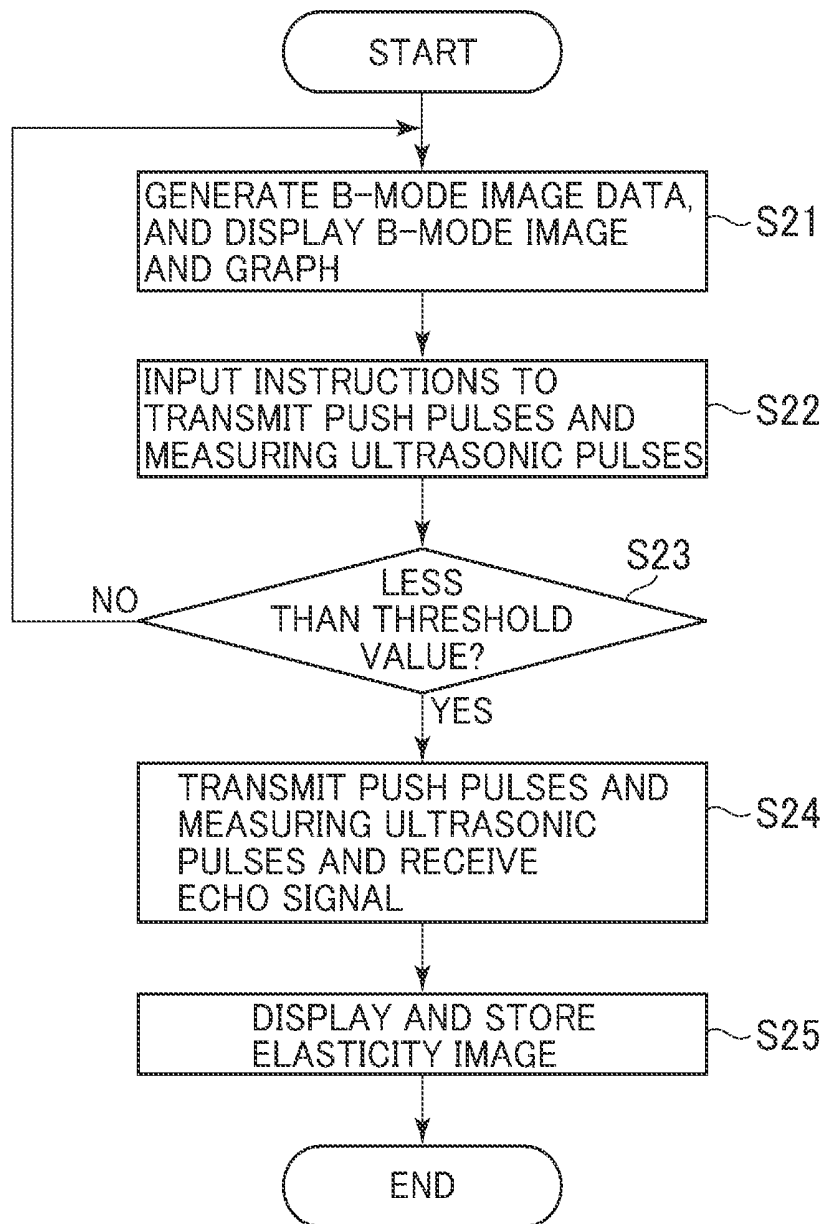 START
GENERATE B-MODE IMAGE DATA,
AND DISPLAY B-MODE IMAGE
AND GRAPH
S21
INPUT INSTRUCTIONS TO
TRANSMIT PUSH PULSES AND
MEASURING ULTRASONIC PULSES
S22
S23
LESS
THAN THRESHOLD
VALUE?
NO
YES
TRANSMIT PUSH PULSES AND
MEASURING ULTRASONIC
PULSES AND RECEIVE
ECHO SIGNAL
S24
DISPLAY AND STORE
ELASTICITY IMAGE
S25
END